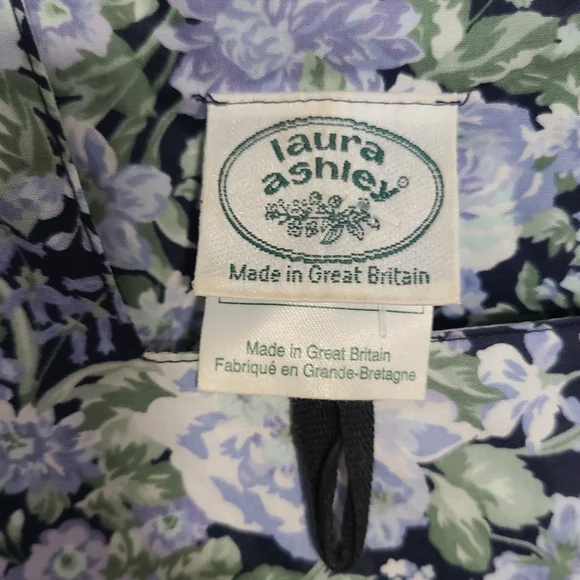 laura
ashley®
Made in Great Britain
Made in Great Britain
Fabriqué en Grande-Bretagne